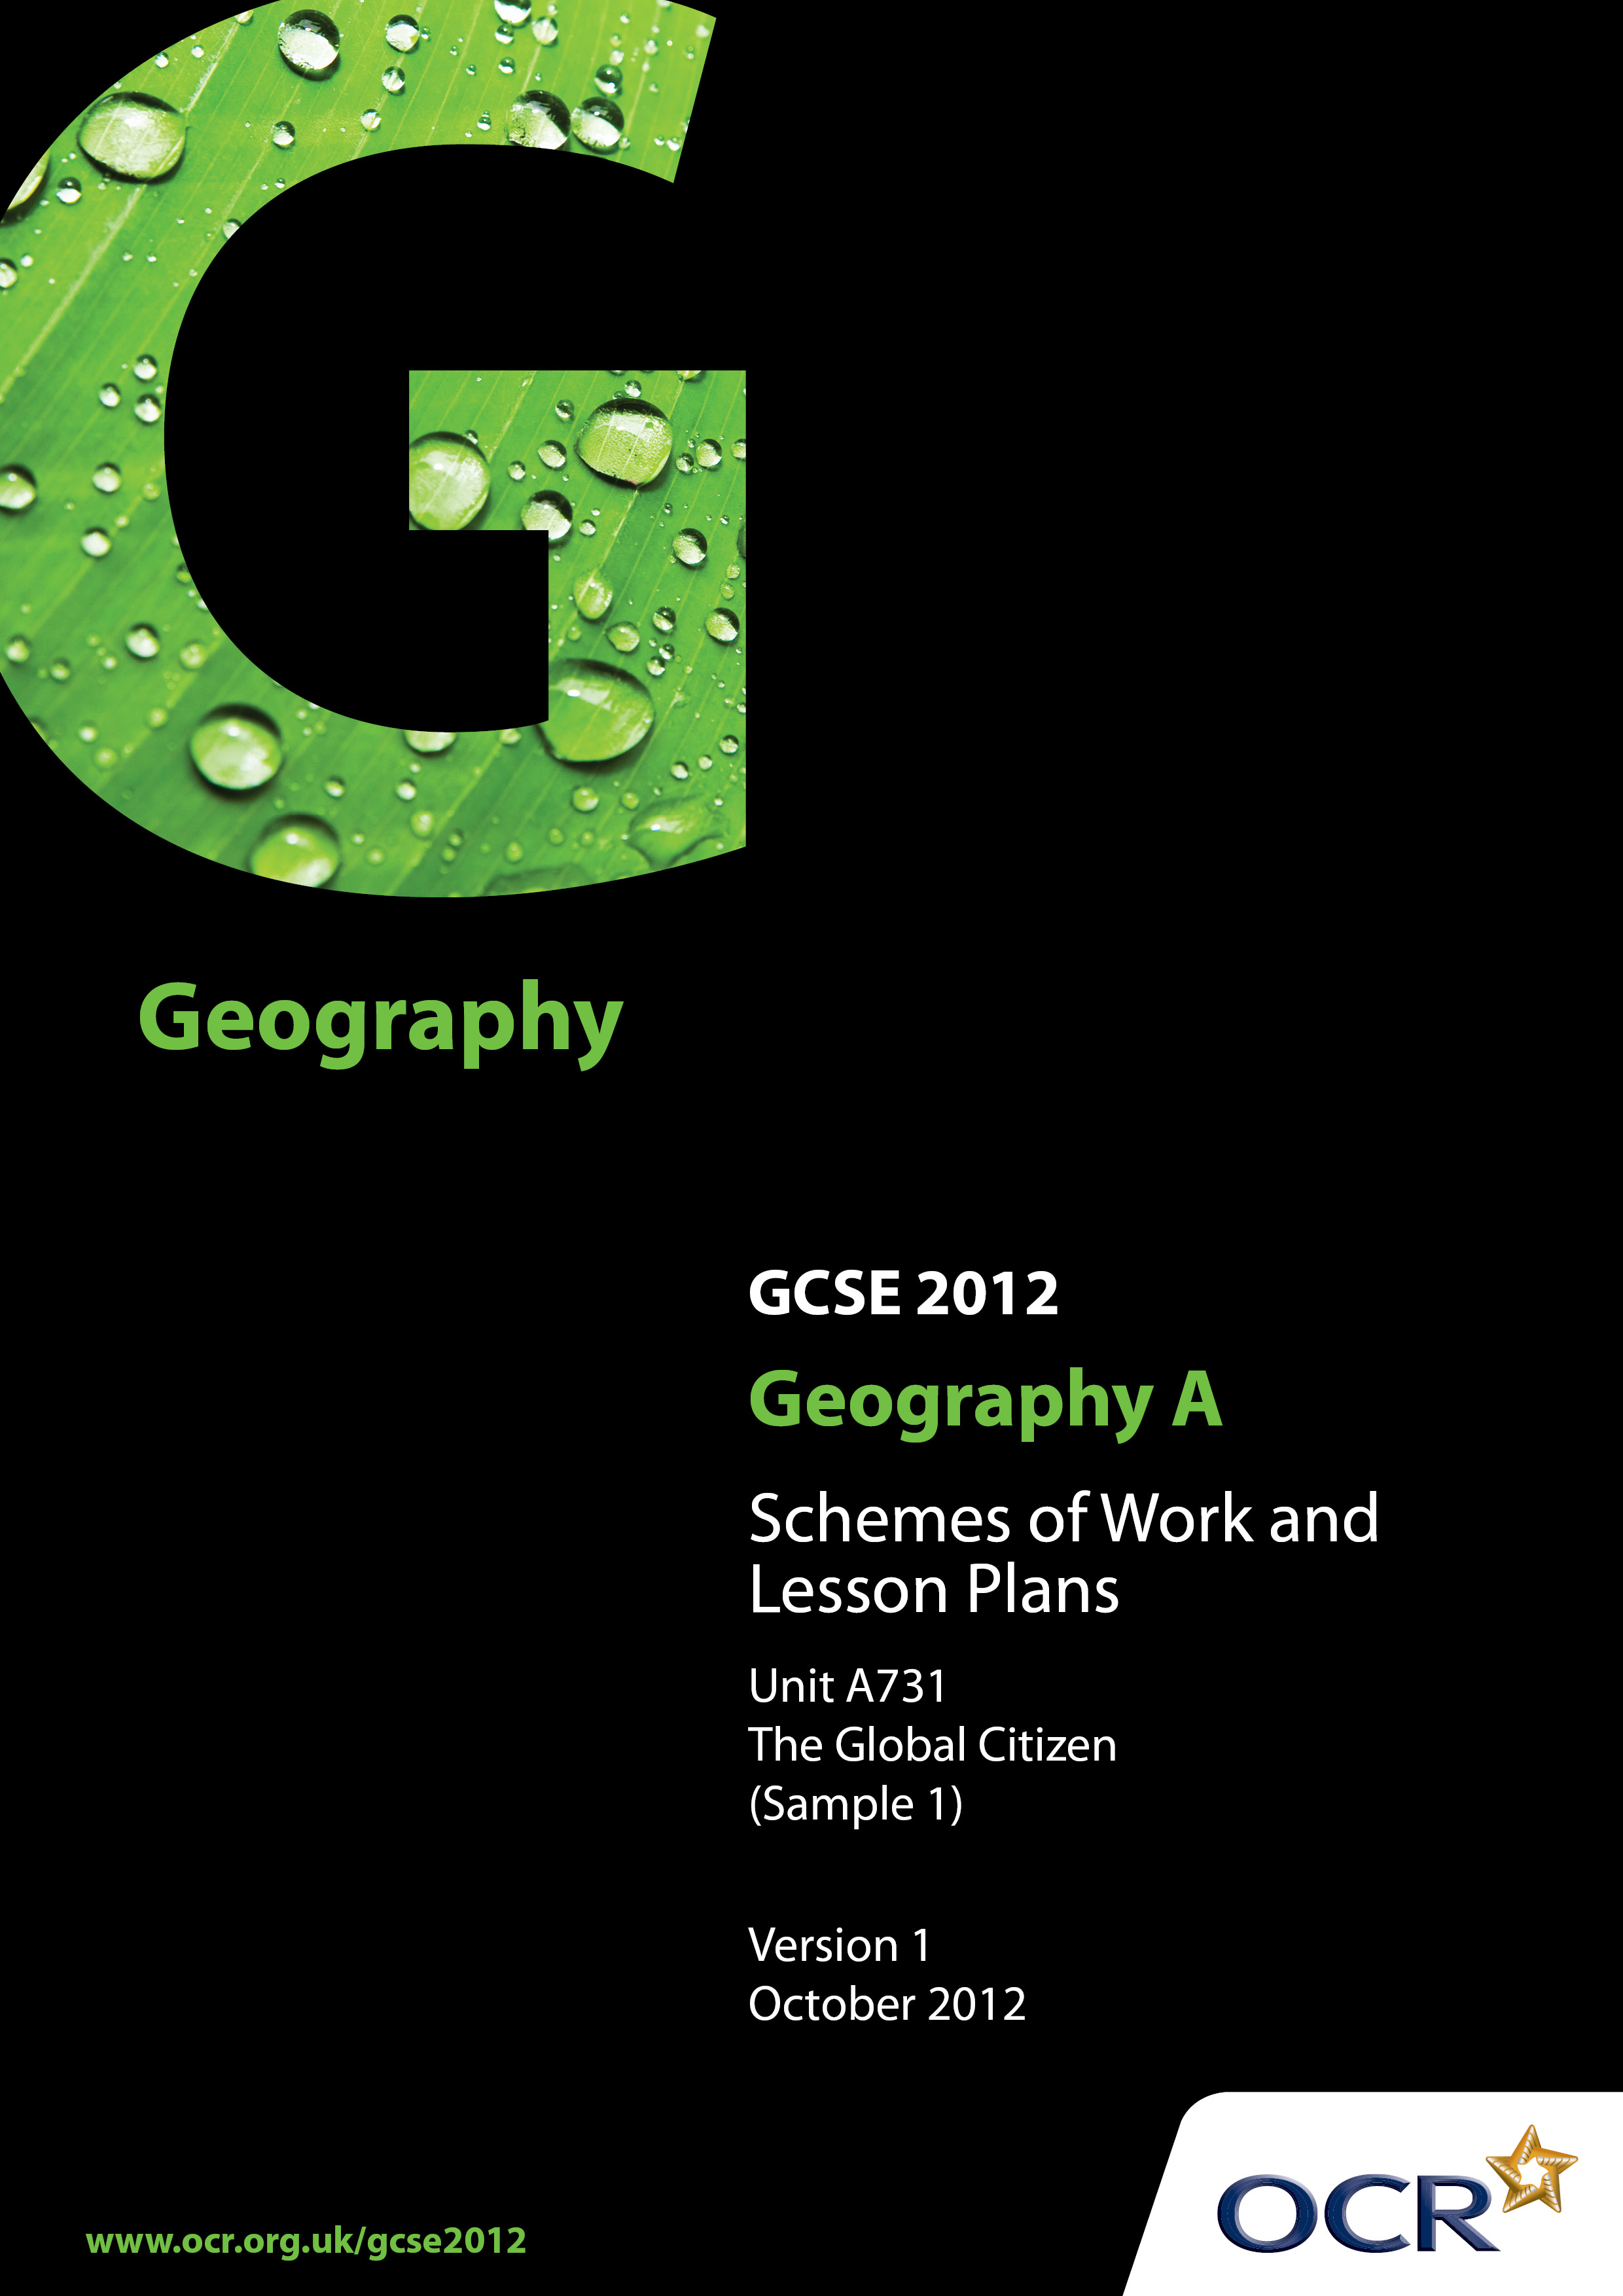 G
Geography
GCSE 2012
Geography A
Schemes of Work and
Lesson Plans
Unit A731
The Global Citizen
(Sample 1)
Version 1
October 2012
www.ocr.org.uk/gcse2012
OCR